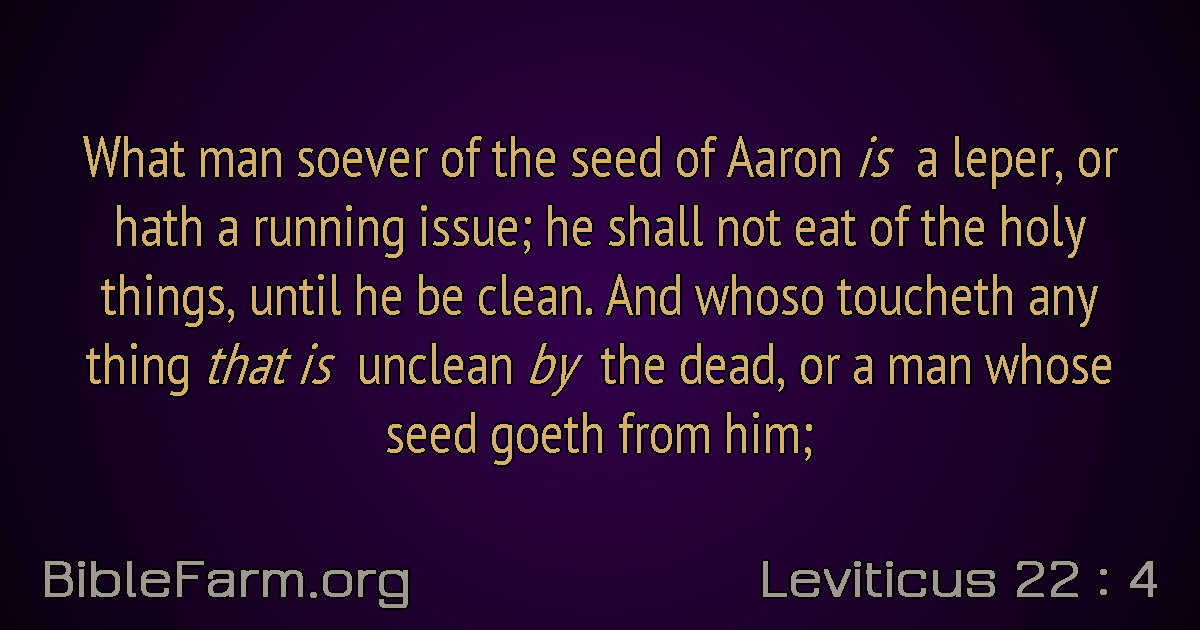 What man soever of the seed of Aaron is a leper, or
hath a running issue; he shall not eat of the holy
things, until he be clean. And whoso toucheth any
thing that is unclean by the dead, or a man whose
seed goeth from him;
BibleFarm.org
Leviticus 22 : 4